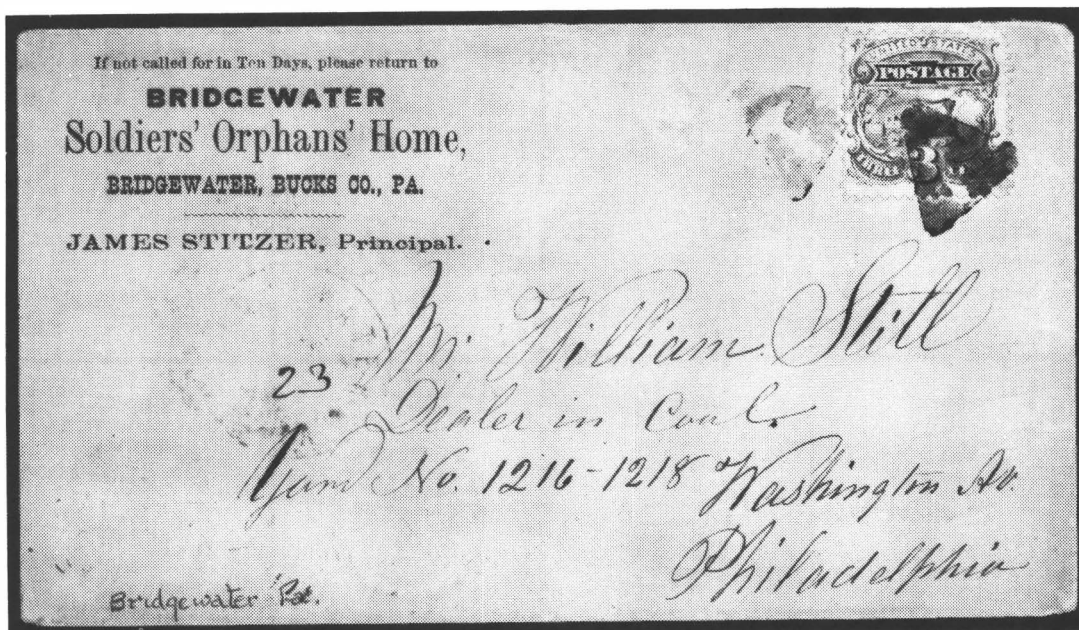 If not called for in Ten Days, please return to
BRIDGEWATER
Soldiers' Orphans' Home,
BRIDGEWATER, BUCKS CO., PA.
JAMES STITZER, Principal.
UNITED STATES
POSTAGE
3
THREE
Mr. William Still
23
Dealer in Coal.
Yard No. 1216-1218 Washington Av.
Philadelphia
Bridgewater Pa.